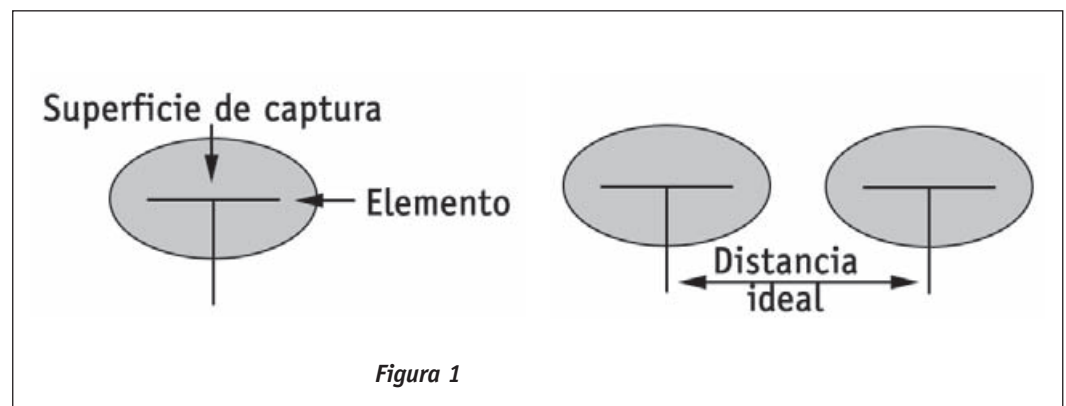 Superficie de captura
Elemento
Distancia
ideal
Figura 1